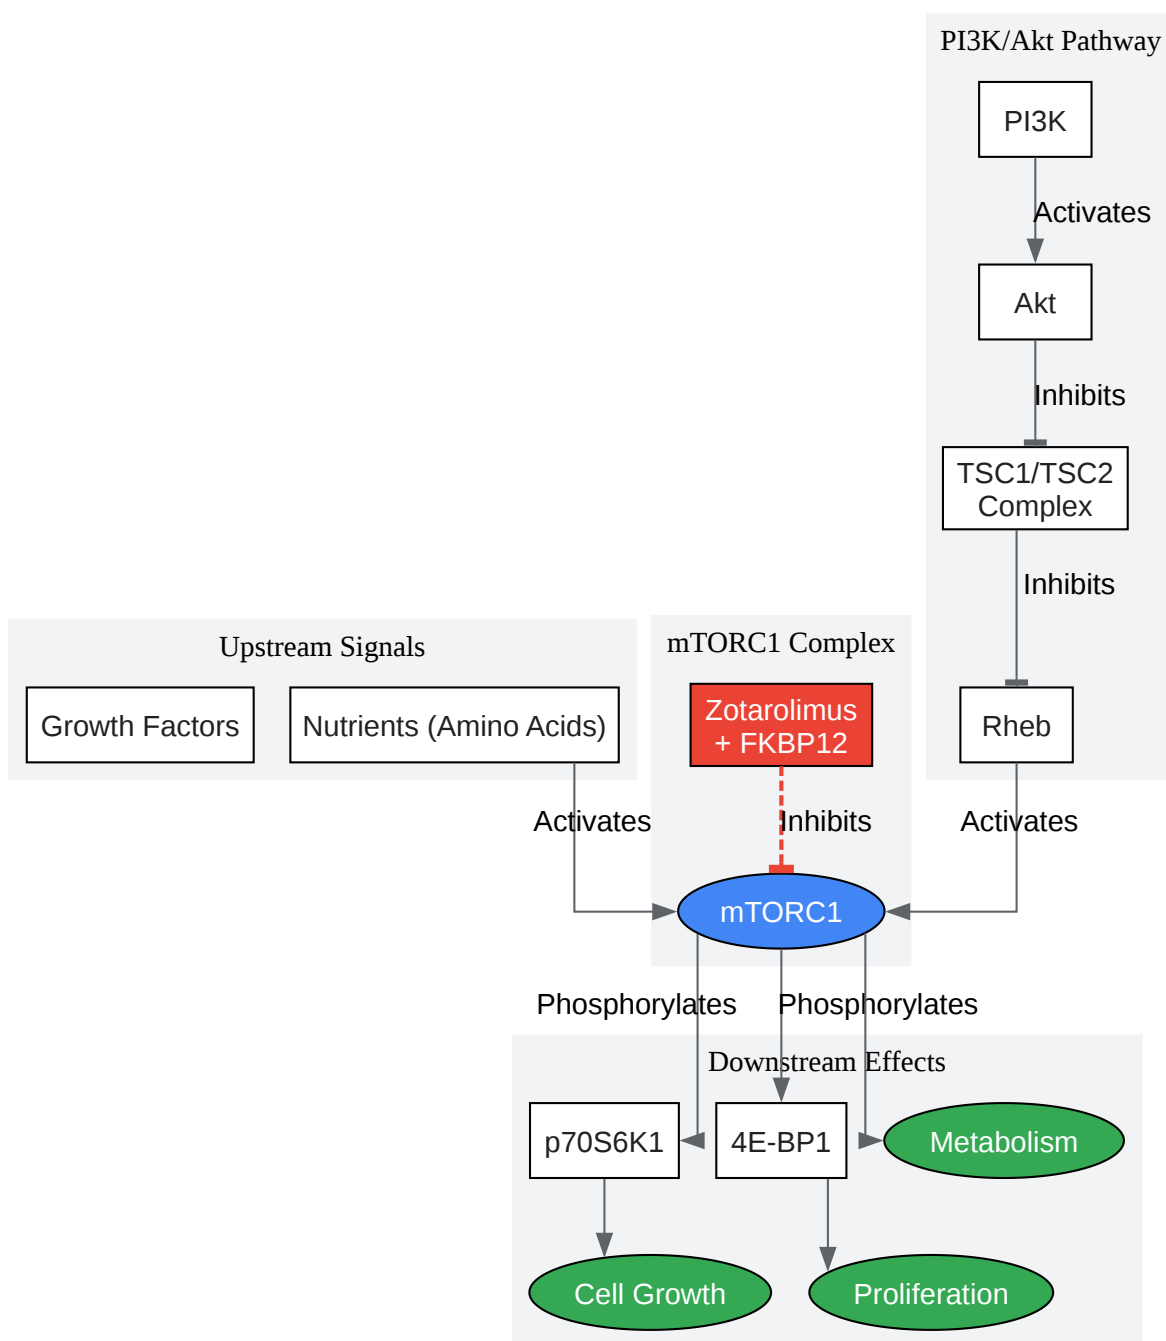 PI3K/Akt Pathway
PI3K
Activates
Akt
Inhibits
TSC1/TSC2
Complex
Inhibits
Upstream Signals
mTORC1 Complex
Growth Factors
Nutrients (Amino Acids)
Zotarolimus
+ FKBP12
Rheb
Activates
Inhibits
Activates
mTORC1
Phosphorylates
Phosphorylates
Downstream Effects
p70S6K1
4E-BP1
Metabolism
Cell Growth
Proliferation